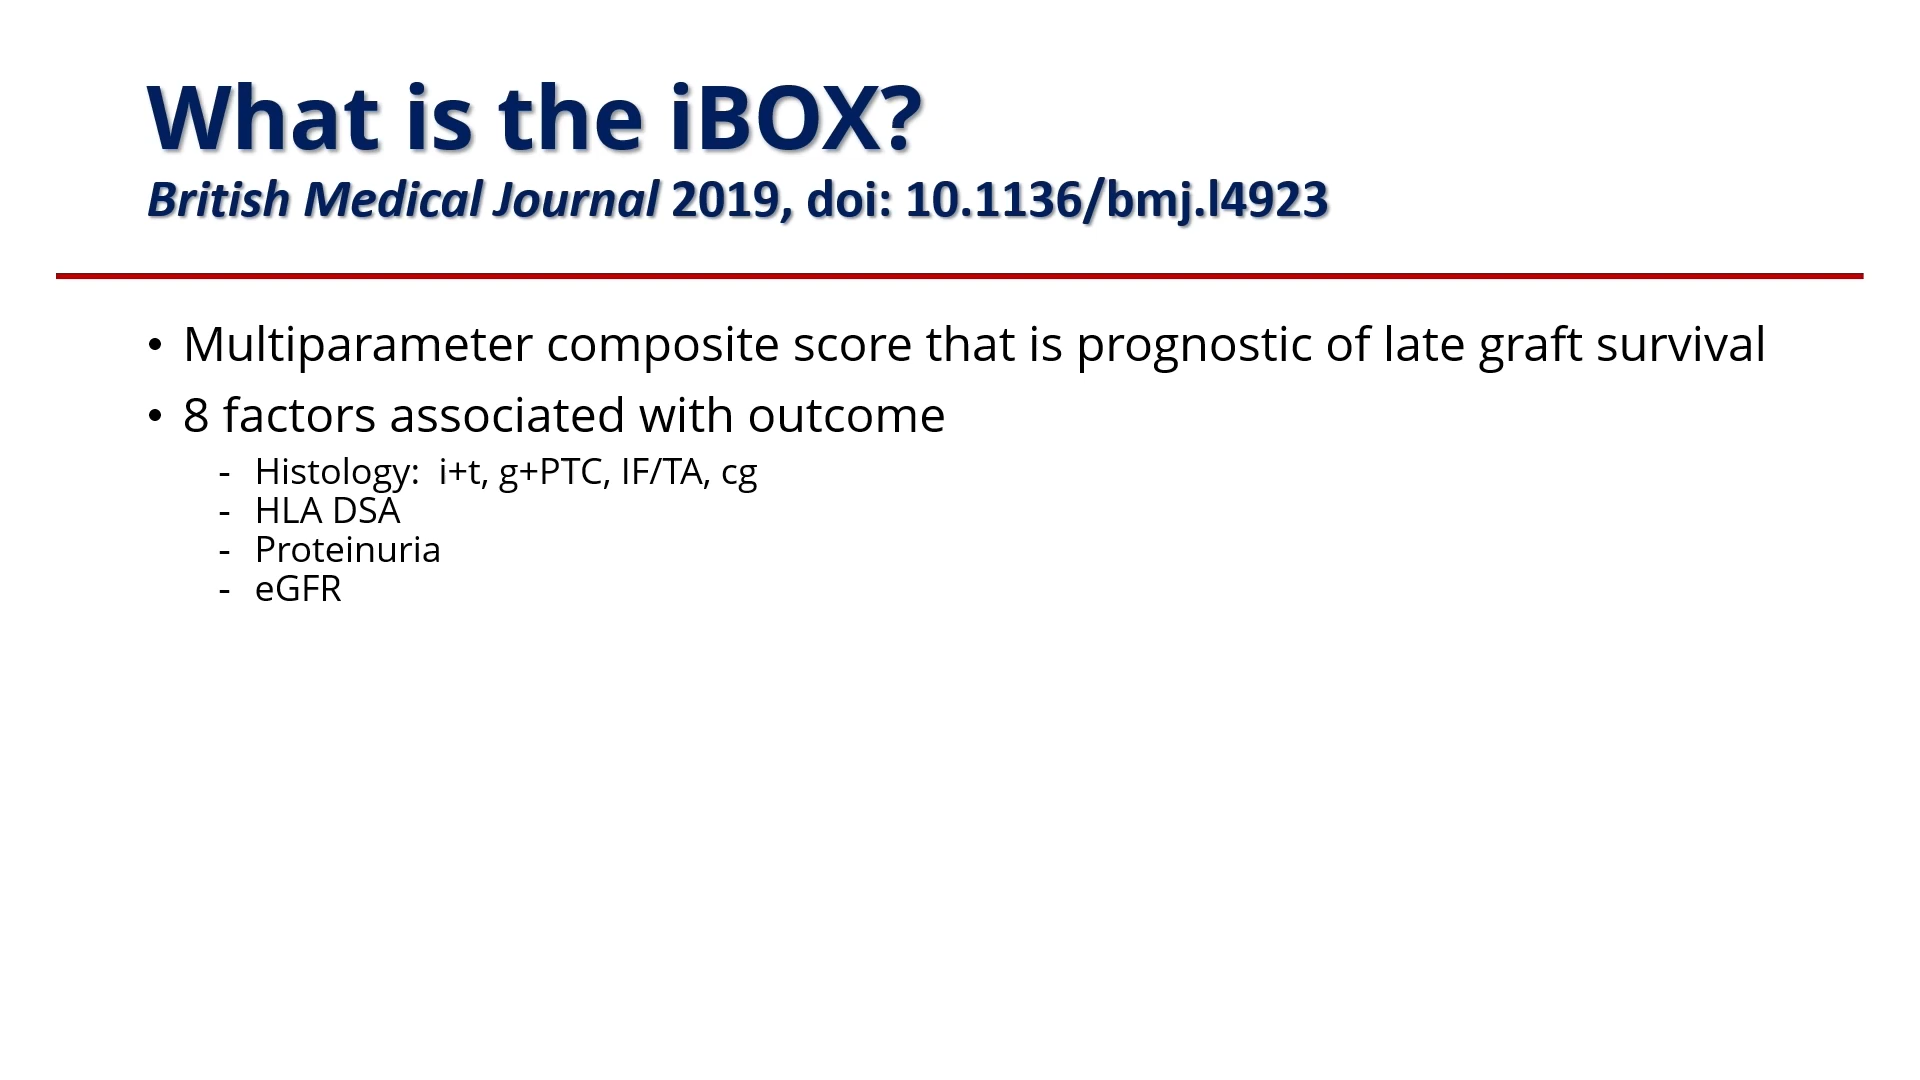 What is the iBOX?
British Medical Journal 2019, doi: 10.1136/bmj.l4923
• Multiparameter composite score that is prognostic of late graft survival
• 8 factors associated with outcome
- Histology:  i+t, g+PTC, IF/TA, cg
- HLA DSA
- Proteinuria
- eGFR